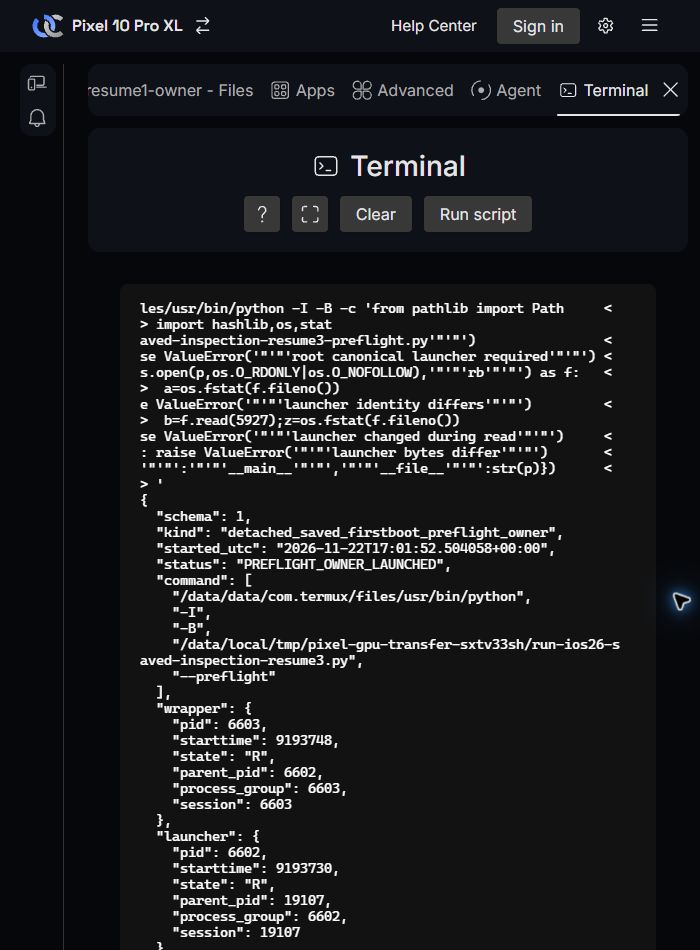 Pixel 10 Pro XL
Help Center
Sign in
resume1-owner - Files
Apps
Advanced
Agent
Terminal
Terminal
?
Clear
Run script
les/usr/bin/python -I -B -c 'from pathlib import Path     <
> import hashlib,os,stat
aved-inspection-resume3-preflight.py'"'"')                <
se ValueError('"'"'root canonical launcher required'"'"') <
s.open(p,os.O_RDONLY|os.O_NOFOLLOW),'"'"'rb'"'"') as f:   <
>  a=os.fstat(f.fileno())
e ValueError('"'"'launcher identity differs'"'"')         <
>  b=f.read(5927);z=os.fstat(f.fileno())
se ValueError('"'"'launcher changed during read'"'"')     <
: raise ValueError('"'"'launcher bytes differ'"'"')       <
'"'"':'"'"'__main__'"'"','"'"'__file__'"'"':str(p)})      <
> '
{
  "schema": 1,
  "kind": "detached_saved_firstboot_preflight_owner",
  "started_utc": "2026-11-22T17:01:52.504058+00:00",
  "status": "PREFLIGHT_OWNER_LAUNCHED",
  "command": [
    "/data/data/com.termux/files/usr/bin/python",
    "-I",
    "-B",
    "/data/local/tmp/pixel-gpu-transfer-sxtv33sh/run-ios26-s
aved-inspection-resume3.py",
    "--preflight"
  ],
  "wrapper": {
    "pid": 6603,
    "starttime": 9193748,
    "state": "R",
    "parent_pid": 6602,
    "process_group": 6603,
    "session": 6603
  },
  "launcher": {
    "pid": 6602,
    "starttime": 9193730,
    "state": "R",
    "parent_pid": 19107,
    "process_group": 6602,
    "session": 19107
  }